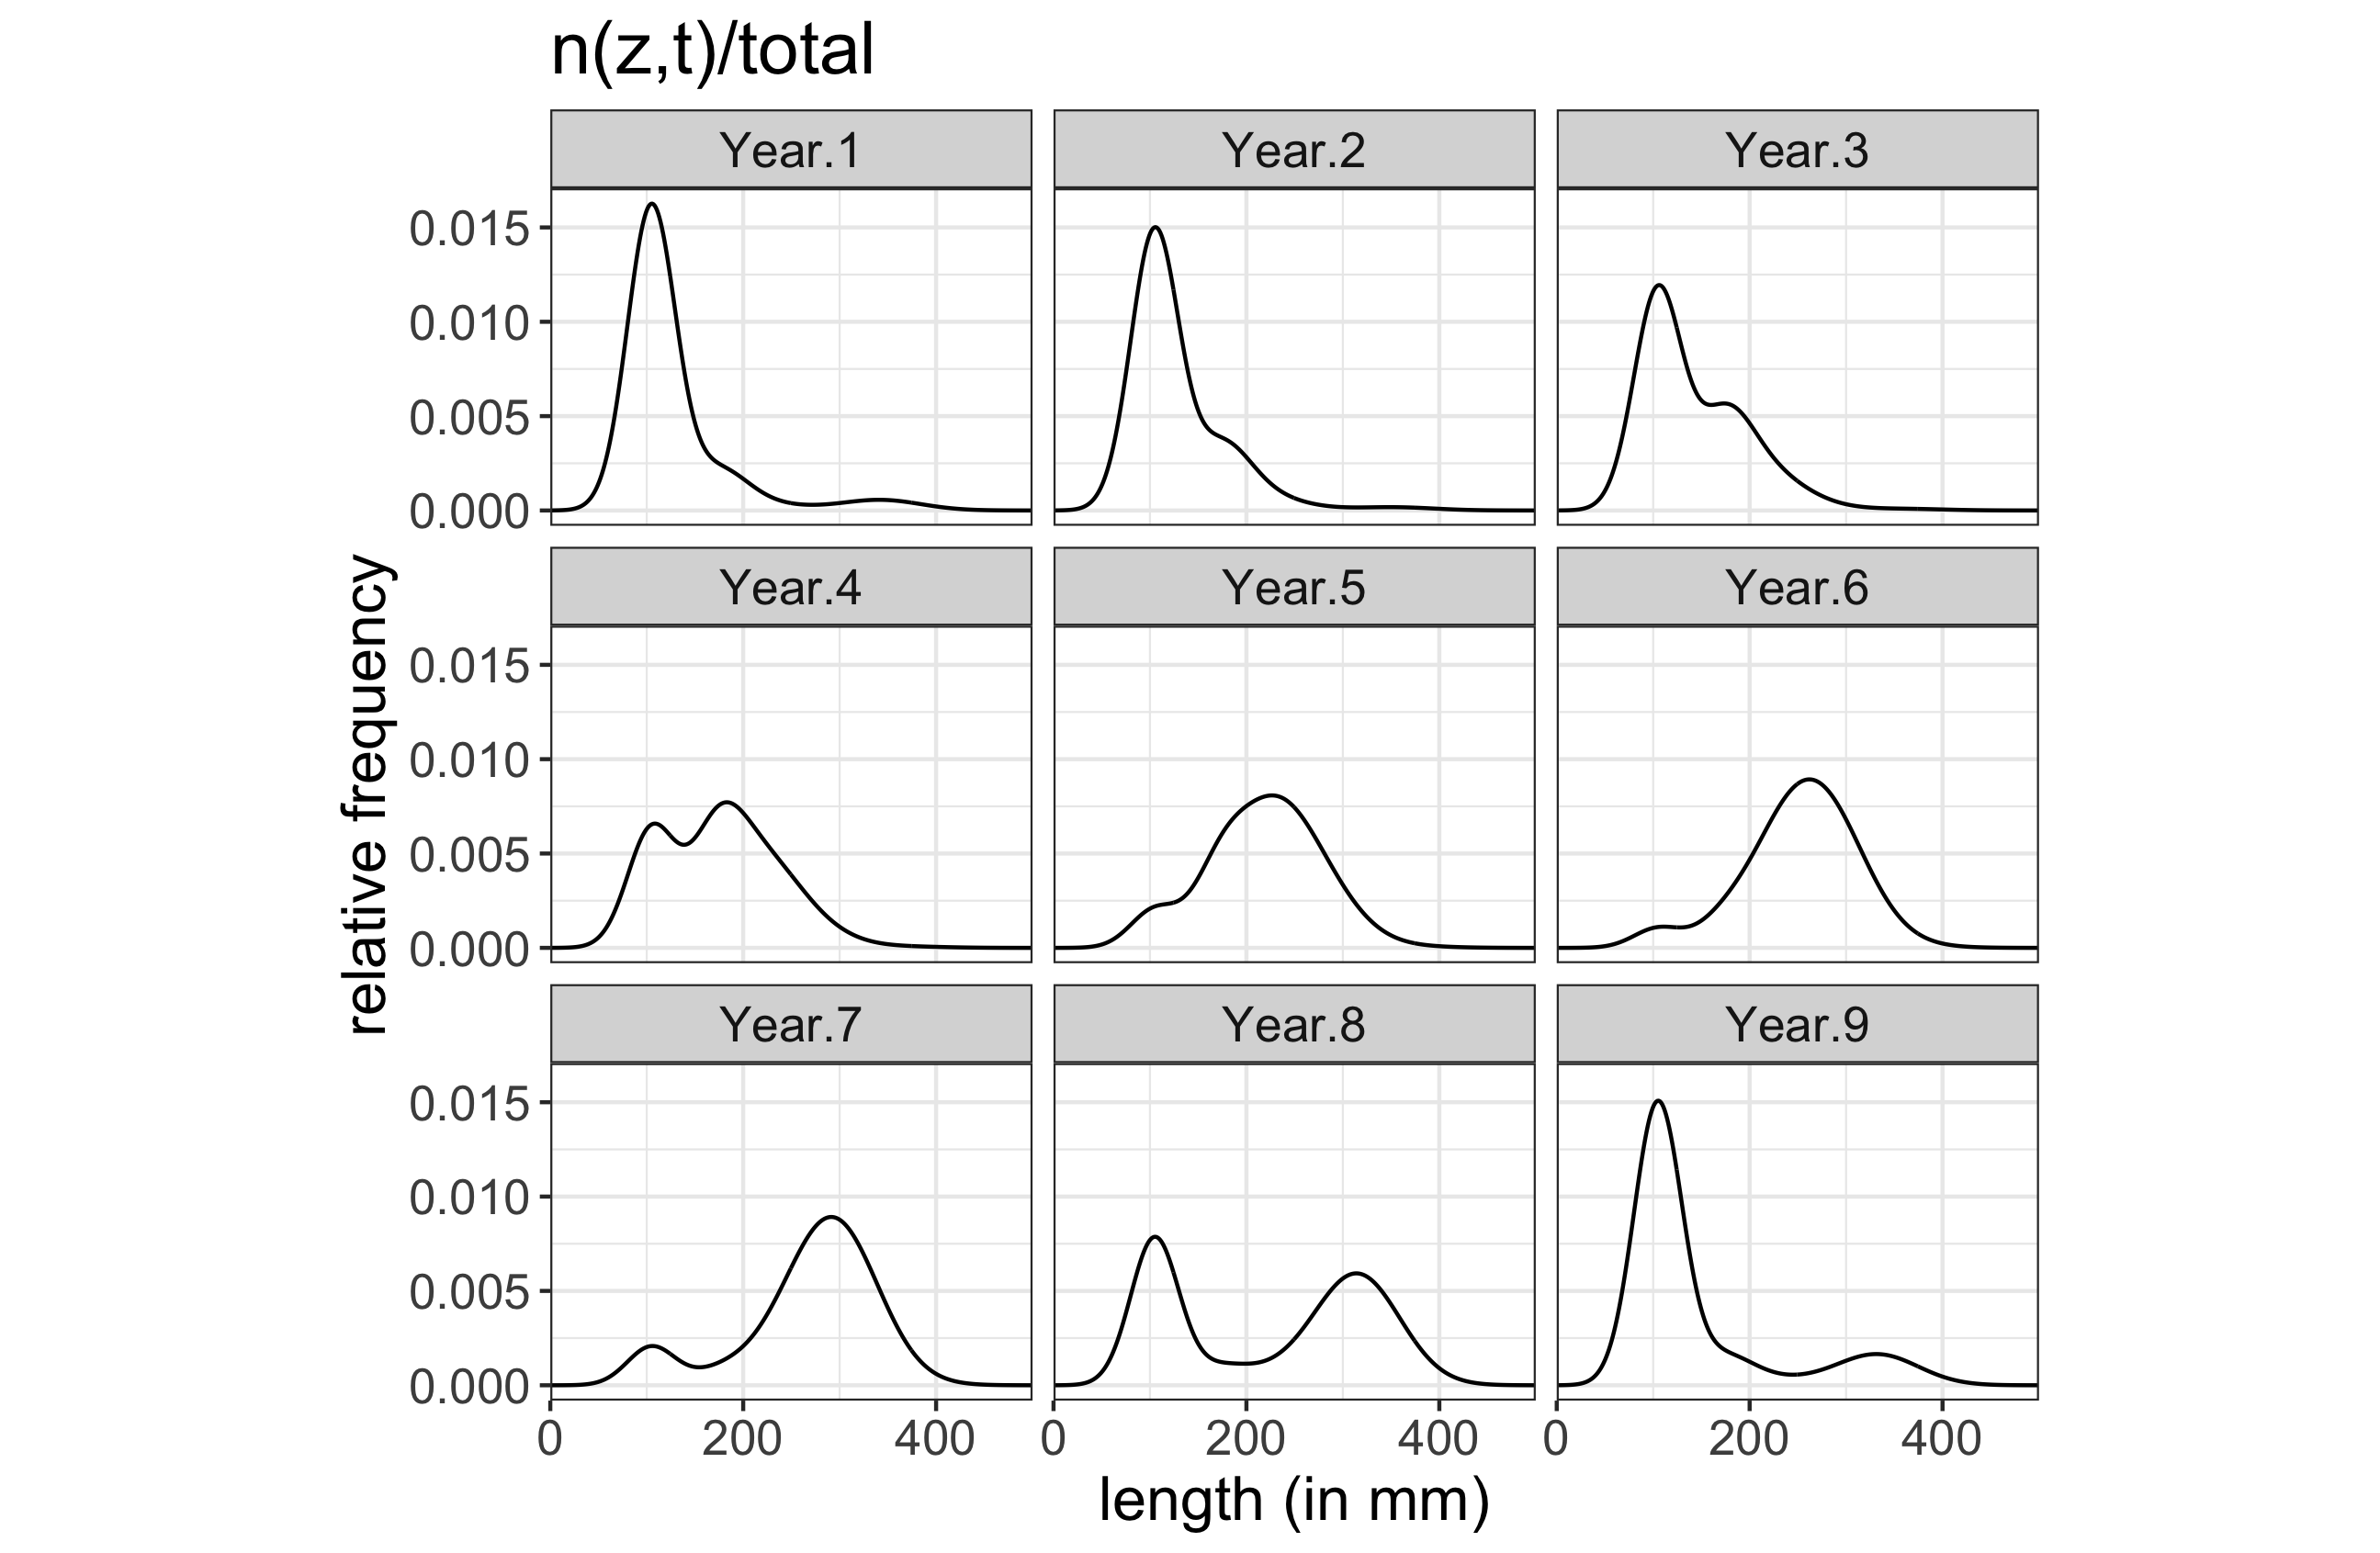 n(z,t)/total
Year.1 Year.2 Year.3
0.015
0.010
0.005
0.000
Year.4 Year.5 Year.6
0.015
0.010
0.005
0.000
Year.7 Year.8 Year.9
0.015
0.010
0.005
0.000
0 200 400 0 200 400 0 200 400
length (in mm)
relative frequency